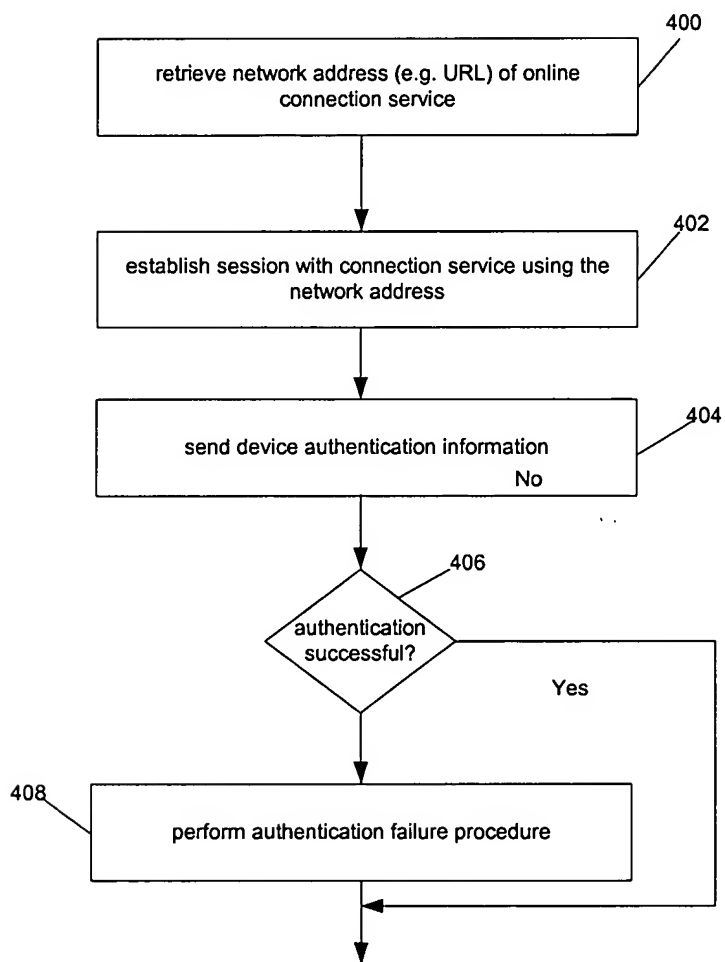 400
retrieve network address (e.g. URL) of online
connection service
402
establish session with connection service using the
network address
404
send device authentication information
No
406
authentication
successful?
Yes
408
perform authentication failure procedure